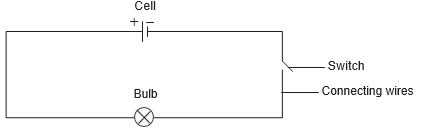 Cell
+ −
Switch
Connecting wires
Bulb